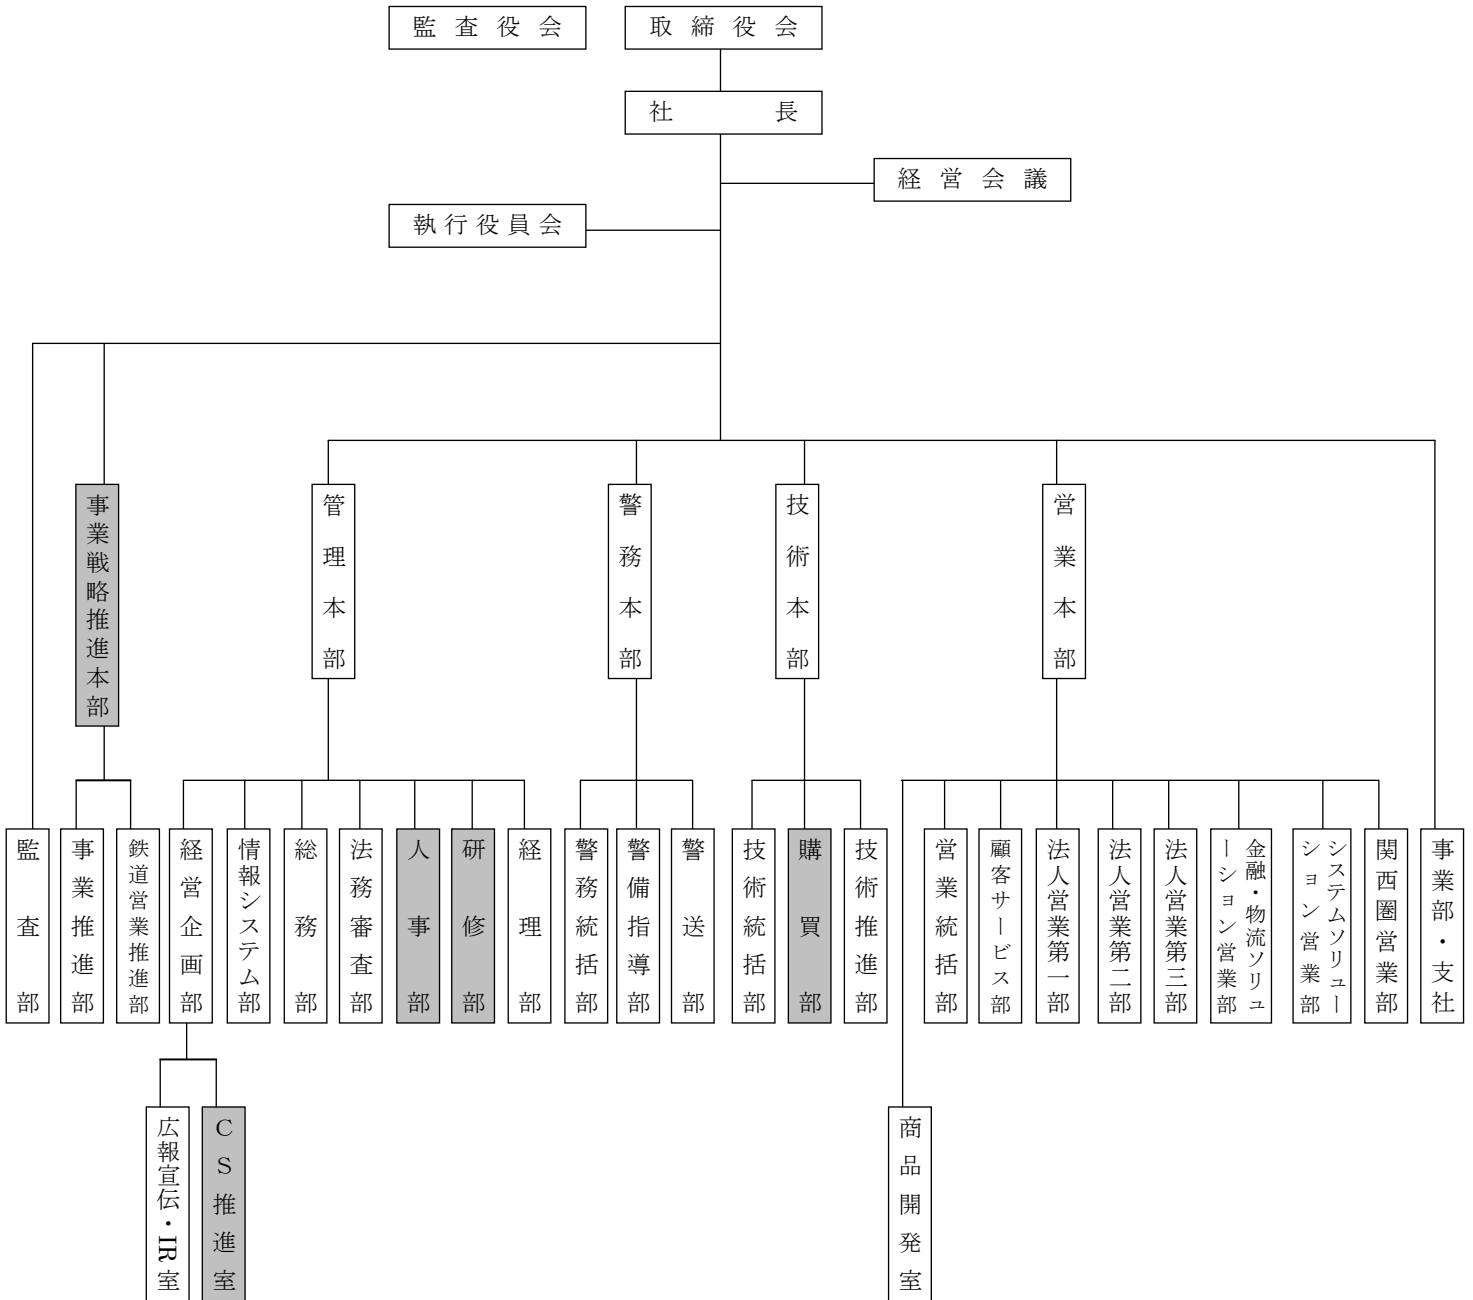 監査役会
取締役会
社長
経営会議
執行役員会
事業戦略推進本部
管理本部
警務本部
技術本部
営業本部
監査部
事業推進部
鉄道営業推進部
経営企画部
情報システム部
総務部
法務審査部
人事部
研修部
経理部
警務統括部
警備指導部
警送部
技術統括部
購買部
技術推進部
営業統括部
顧客サービス部
法人営業第一部
法人営業第二部
法人営業第三部
金融・物流ソリュ
ーション営業部
システムソリュー
ション営業部
関西圏営業部
事業部・支社
広報宣伝・IR室
CS推進室
商品開発室